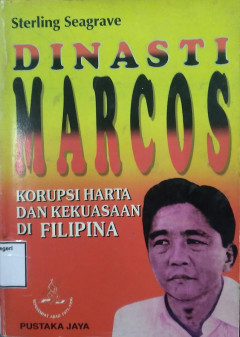 Sterling Seagrave
DINASTI
MARCOS
KORUPSI HARTA
DAN KEKUASAAN
DI FILIPINA
PUSTAKA JAYA